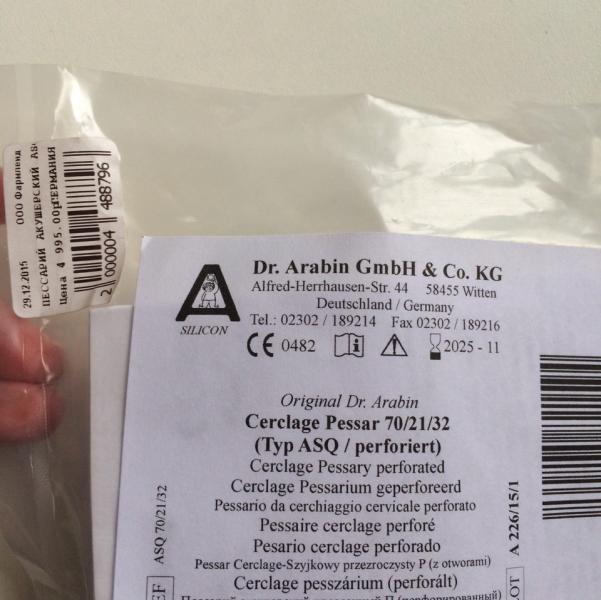 29.12.2015 ООО Фармленд
ПЕССАРИЙ АКУШЕРСКИЙ
Цена 4 995.00р ГЕРМАНИЯ
2 000004 488796
A
SILICON
Dr. Arabin GmbH & Co. KG
Alfred-Herrhausen-Str. 44 58455 Witten
Deutschland / Germany
Tel.: 02302 / 189214 Fax 02302 / 189216
CE 0482 2025 - 11
Original Dr. Arabin
Cerclage Pessar 70/21/32
(Typ ASQ / perforiert)
Cerclage Pessary perforated
Cerclage Pessarium geperforeerd
Pessario da cerchiaggio cervicale perforato
Pessaire cerclage perforé
Pesario cerclage perforado
Pessar Cerclage-Szyjkowy przezroczysty P (z otworami)
Cerclage pesszárium (perforált)
ASQ 70/21/32
A 226/15/1